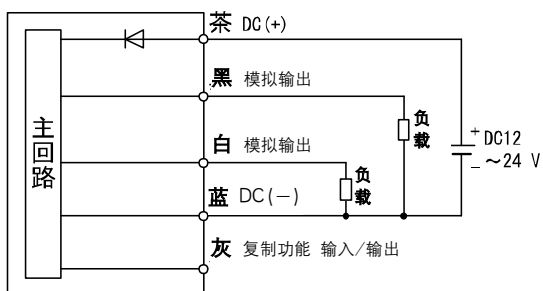 茶 DC(+)
黑 模拟输出
主回路
负载
+ DC12
- ～24 V
白 模拟输出
负载
蓝 DC(－)
灰 复制功能 输入/输出